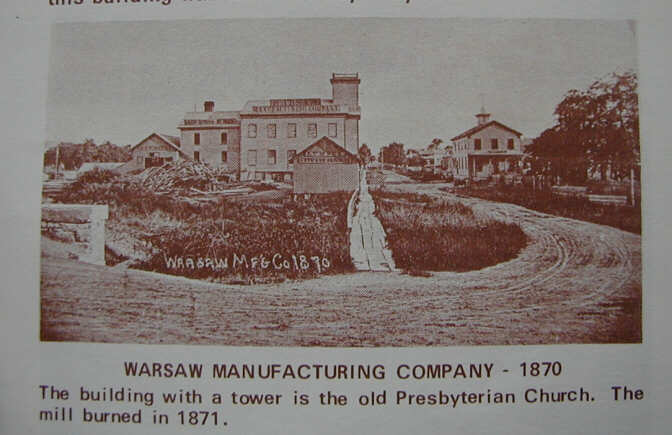 WARSAW MFG CO 1870
WARSAW MANUFACTURING COMPANY - 1870
The building with a tower is the old Presbyterian Church. The
mill burned in 1871.